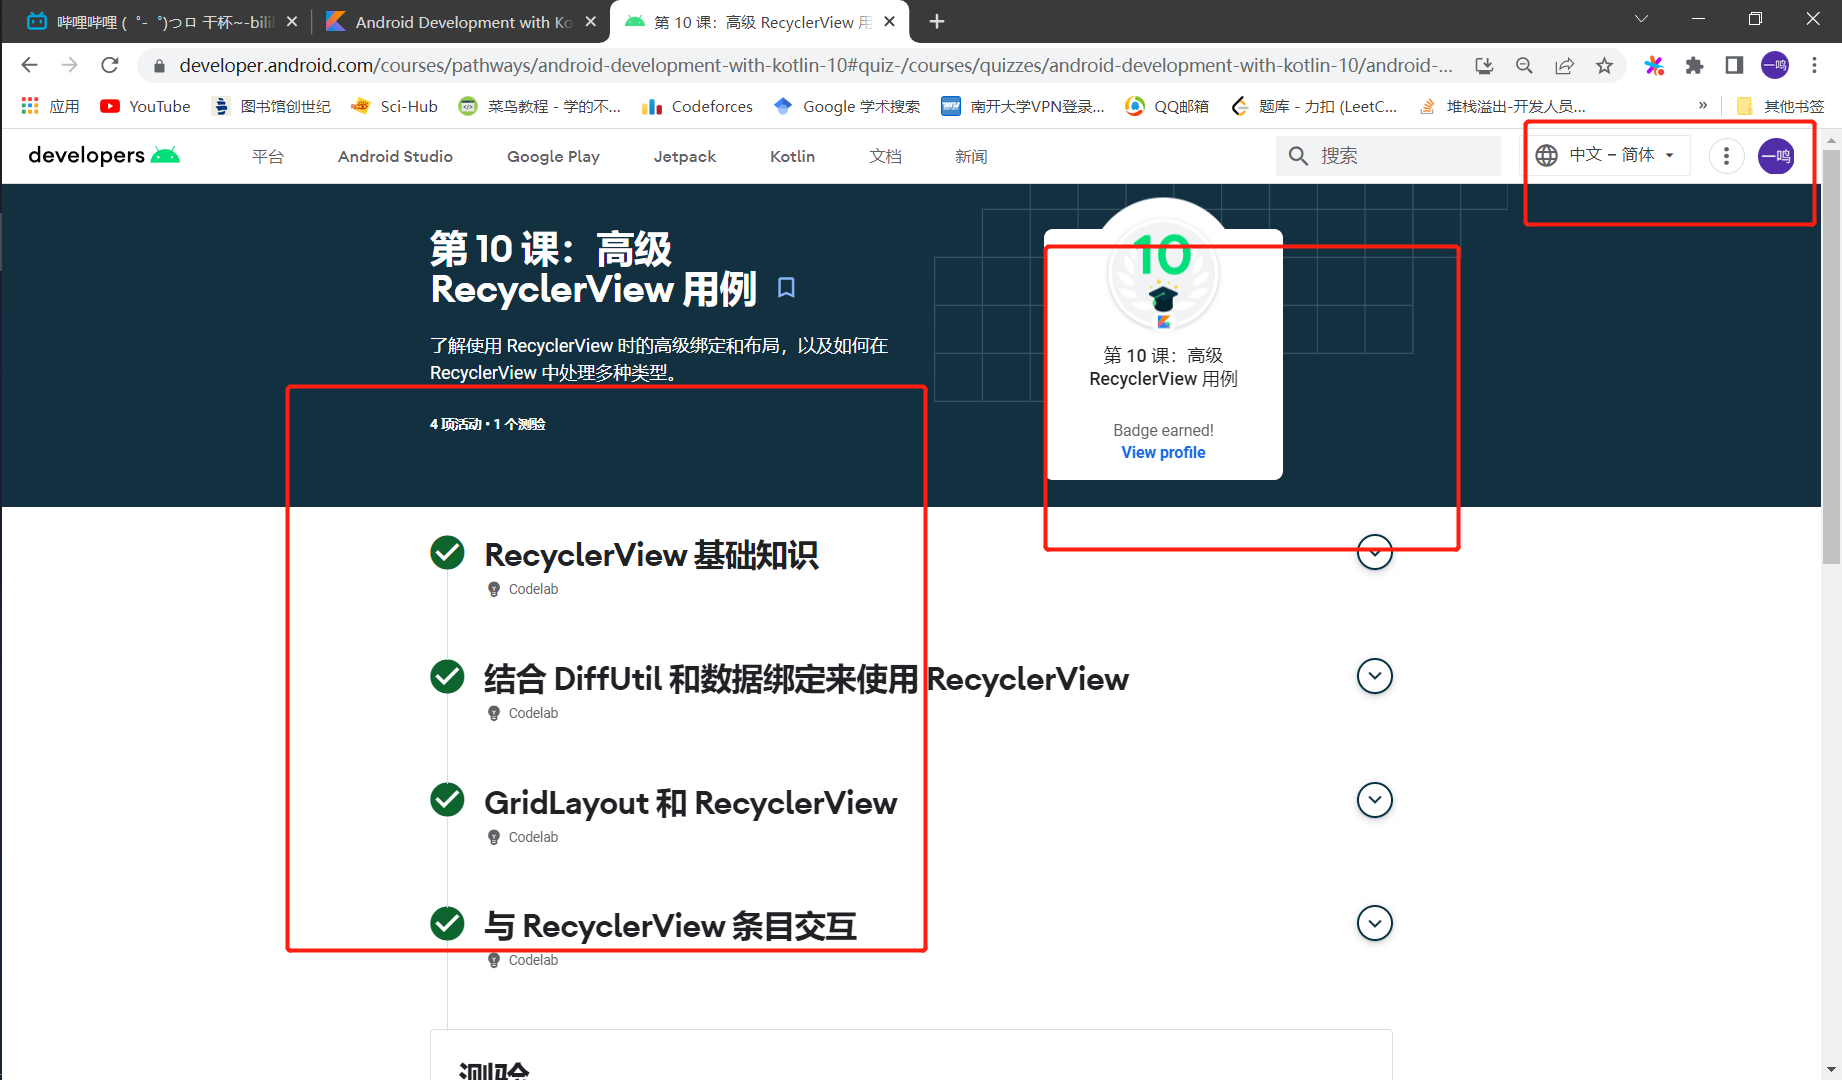 哔哩哔哩 (゜-゜)つロ 干杯~-bili
Android Development with Ko
第 10 课：高级 RecyclerView 用
developer.android.com/courses/pathways/android-development-with-kotlin-10#quiz-/courses/quizzes/android-development-with-kotlin-10/android-...
一鸣
应用
YouTube
图书馆创世纪
Sci-Hub
菜鸟教程 - 学的不...
Codeforces
Google 学术搜索
南开大学VPN登录...
QQ邮箱
题库 - 力扣 (LeetC...
堆栈溢出-开发人员...
»
其他书签
developers
平台
Android Studio
Google Play
Jetpack
Kotlin
文档
新闻
搜索
中文 – 简体
一鸣
第 10 课：高级
RecyclerView 用例
了解使用 RecyclerView 时的高级绑定和布局，以及如何在
RecyclerView 中处理多种类型。
4 项活动 • 1 个测验
10
第 10 课：高级
RecyclerView 用例
Badge earned!
View profile
RecyclerView 基础知识
Codelab
结合 DiffUtil 和数据绑定来使用 RecyclerView
Codelab
GridLayout 和 RecyclerView
Codelab
与 RecyclerView 条目交互
Codelab
测验